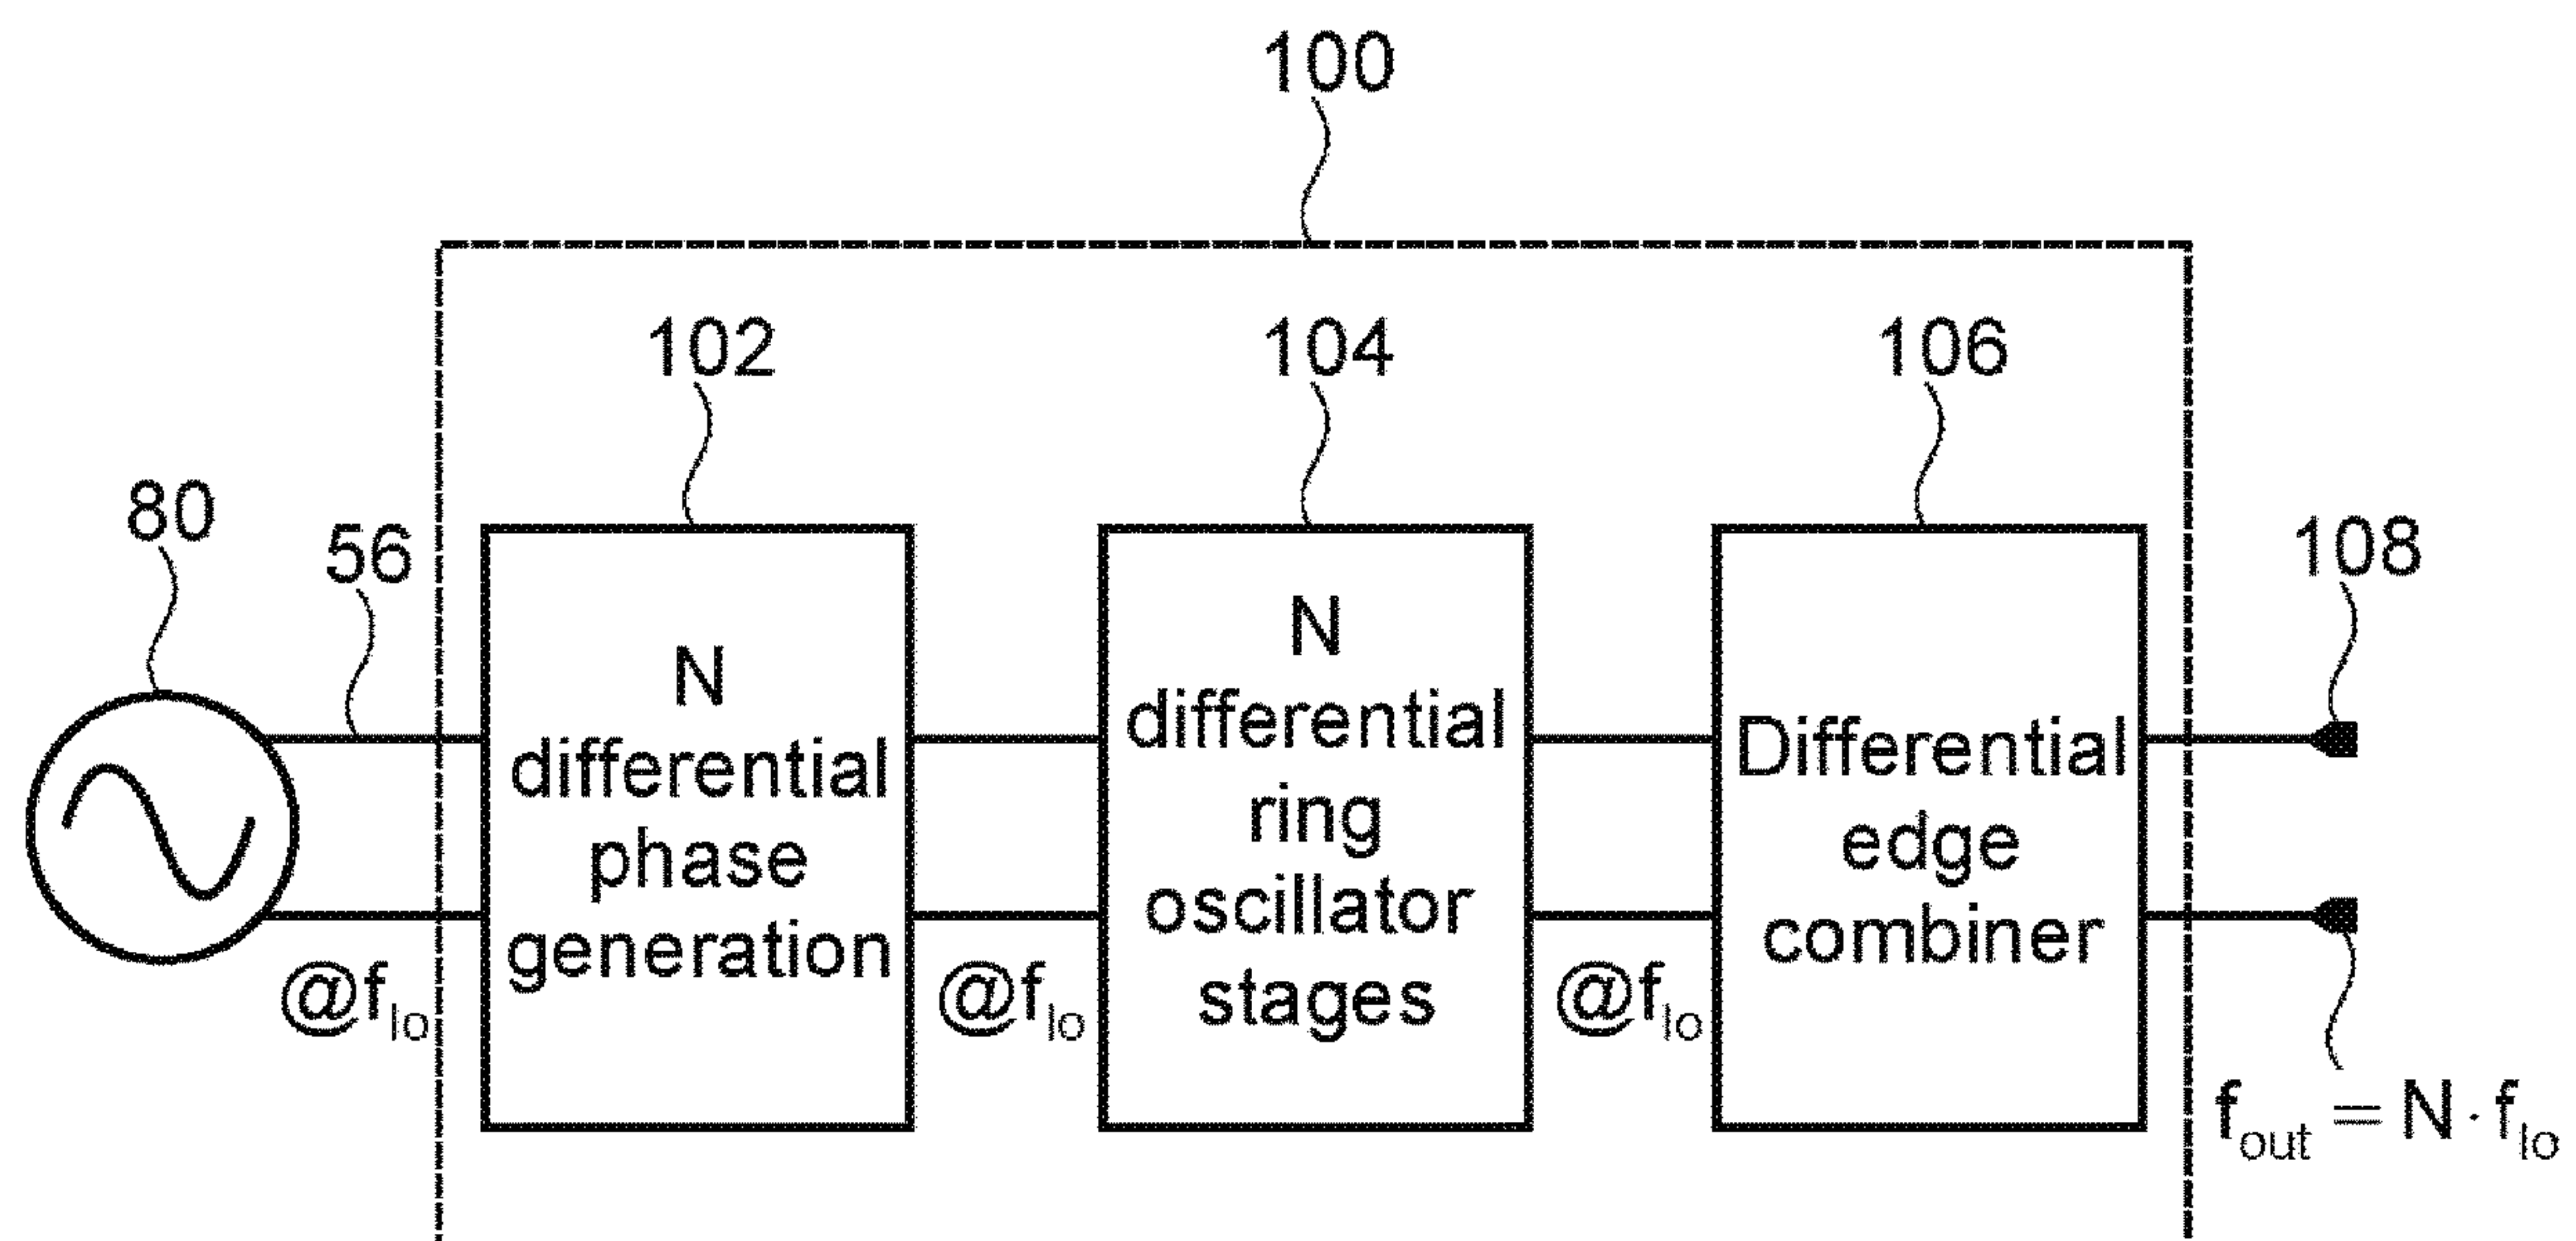 100
102
104
106
80
56
108
N
differential
phase
generation
N
differential
ring
oscillator
stages
Differential
edge
combiner
@f_lo
@f_lo
@f_lo
f_out = N · f_lo